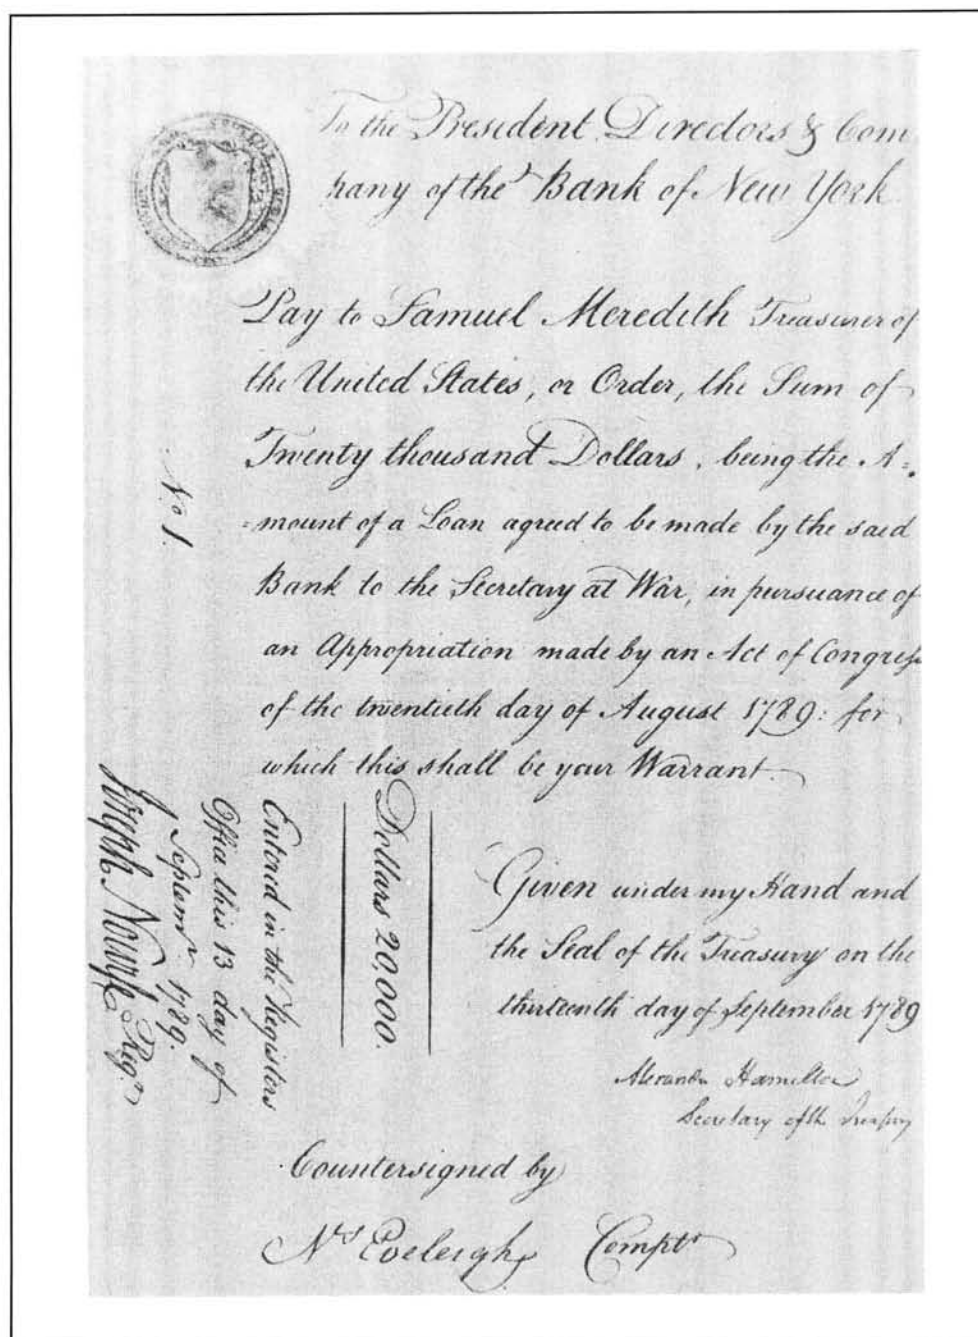 To the President Directors & Com
pany of the Bank of New York.
Pay to Samuel Meredith Treasurer of
the United States, or Order, the Sum of
Twenty thousand Dollars, being the A=
=mount of a Loan agreed to be made by the said
Bank to the Secretary at War, in pursuance of
an Appropriation made by an Act of Congress
of the twentieth day of August 1789: for
which this shall be your Warrant.
No 1.
Dollars 20,000.
Entered in the Registers
Office this 13 day of
Septemr. 1789.
Joseph Nourse Regr.
Given under my Hand and
the Seal of the Treasury on the
thirteenth day of September 1789
Alexander Hamilton
Secretary of the Treasury
Countersigned by
Ns Eveleigh Comptr